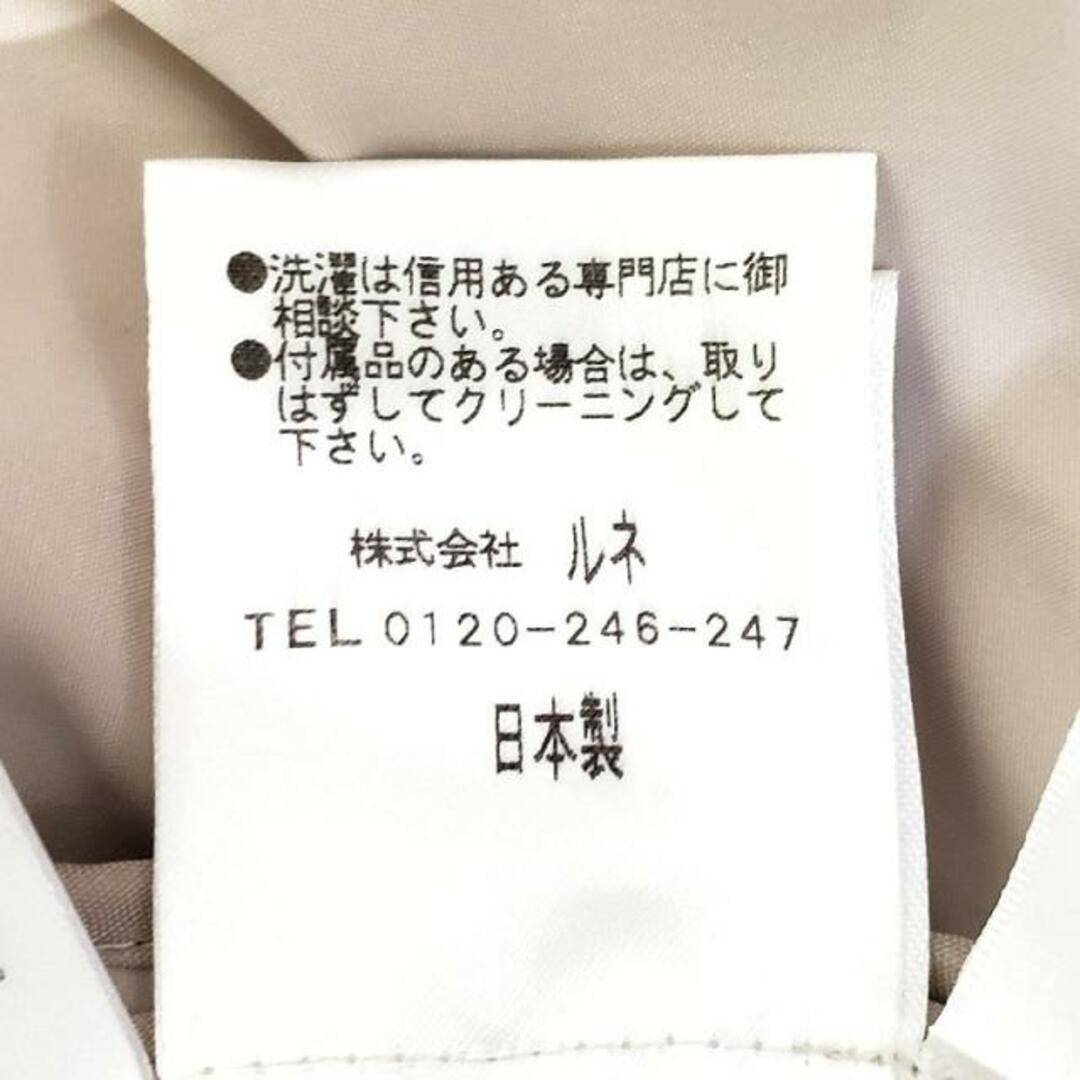 ●洗濯は信用ある専門店に御
相談下さい。
●付属品のある場合は、取り
はずしてクリーニングして
下さい。
株式会社 ルネ
TEL 0120-246-247
日本製